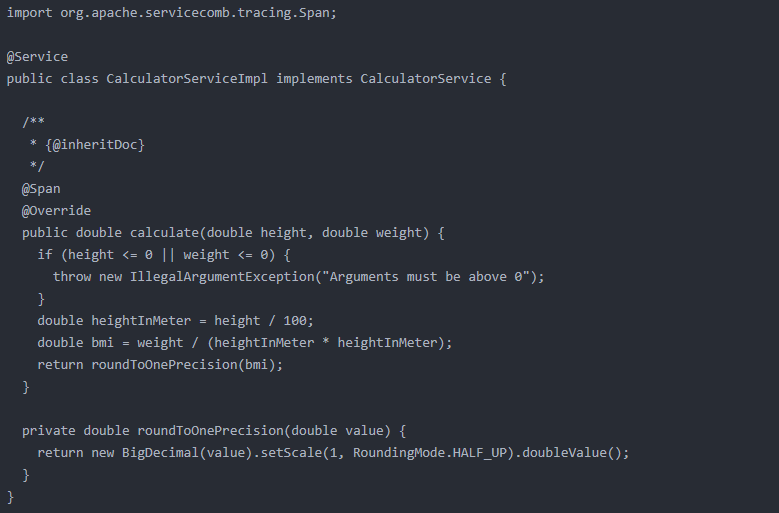 import org.apache.servicecomb.tracing.Span;

@Service
public class CalculatorServiceImpl implements CalculatorService {

  /**
   * {@inheritDoc}
   */
  @Span
  @Override
  public double calculate(double height, double weight) {
    if (height <= 0 || weight <= 0) {
      throw new IllegalArgumentException("Arguments must be above 0");
    }
    double heightInMeter = height / 100;
    double bmi = weight / (heightInMeter * heightInMeter);
    return roundToOnePrecision(bmi);
  }

  private double roundToOnePrecision(double value) {
    return new BigDecimal(value).setScale(1, RoundingMode.HALF_UP).doubleValue();
  }
}